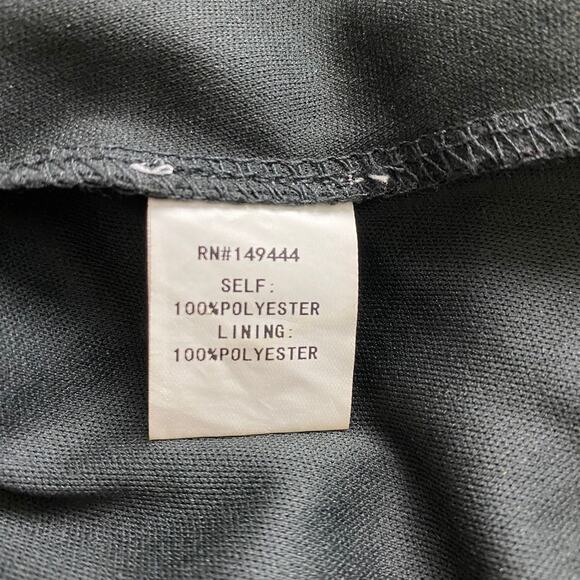 RN#149444
SELF:
100%POLYESTER
LINING:
100%POLYESTER